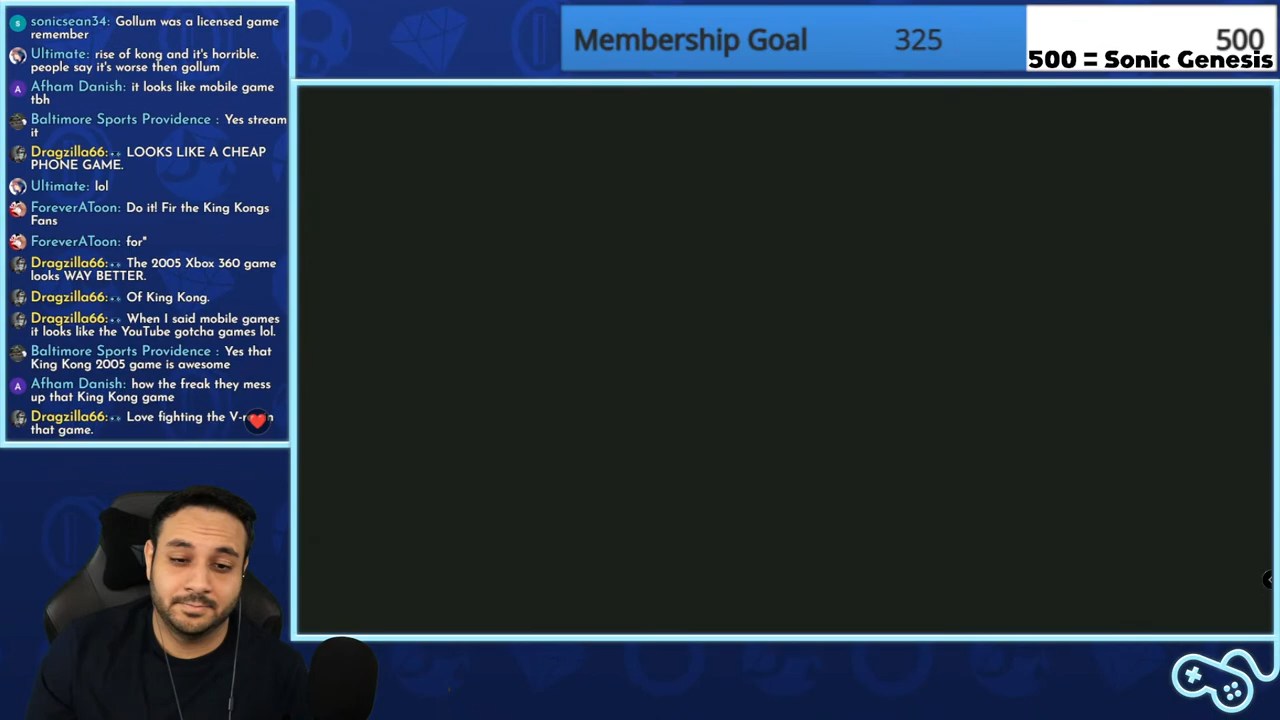 sonicsean34: Gollum was a licensed game
remember
Ultimate: rise of kong and it's horrible.
people say it's worse then gollum
A Afham Danish: it looks like mobile game
tbh
Baltimore Sports Providence : Yes stream
it
Dragzilla66: LOOKS LIKE A CHEAP
PHONE GAME.
Ultimate: lol
ForeverAToon: Do it! Fir the King Kongs
Fans
ForeverAToon: for*
Dragzilla66: The 2005 Xbox 360 game
looks WAY BETTER.
Dragzilla66: Of King Kong.
Dragzilla66: When I said mobile games
it looks like the YouTube gotcha games lol.
Baltimore Sports Providence : Yes that
King Kong 2005 game is awesome
A Afham Danish: how the freak they mess
up that King Kong game
Dragzilla66: Love fighting the
that game.
Membership Goal 325 500
500 = Sonic Genesis